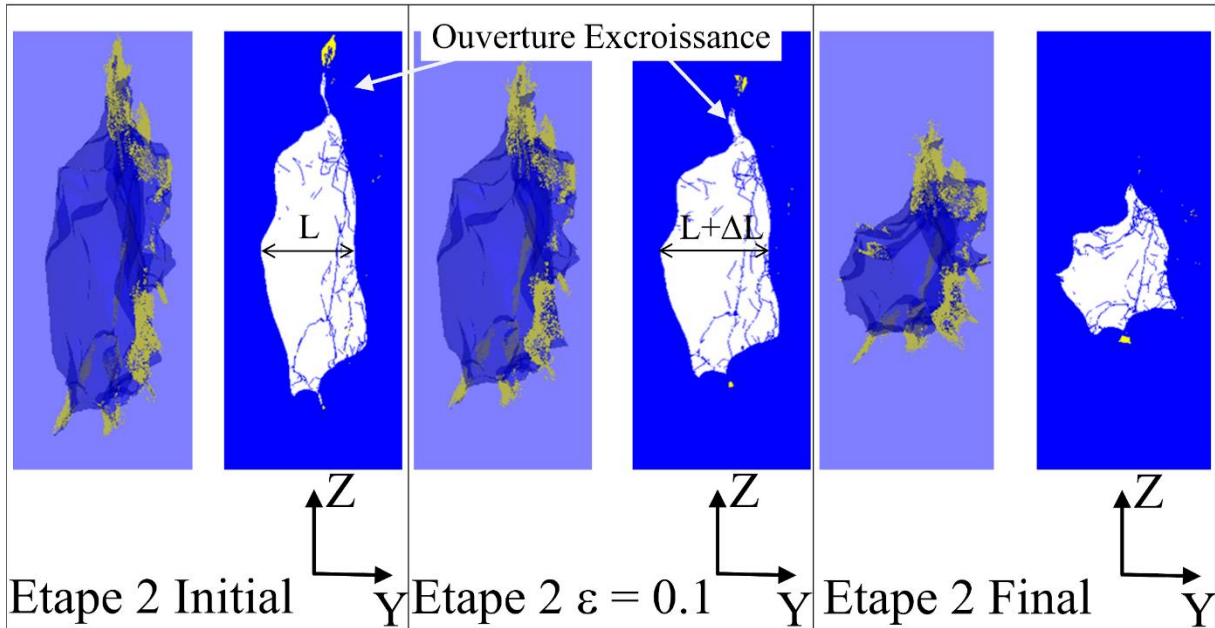 Ouverture Excroissance
L
L+ΔL
Z
Y
Etape 2 Initial
Z
Y
Etape 2 ε = 0.1
Z
Y
Etape 2 Final